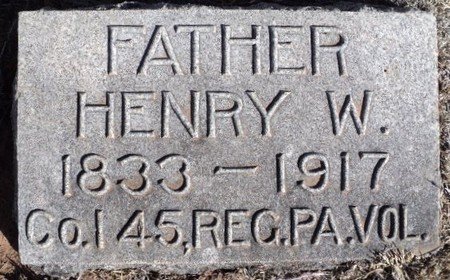 FATHER
HENRY W.
1833 – 1917
Co. I 45, REG. PA. VOL.